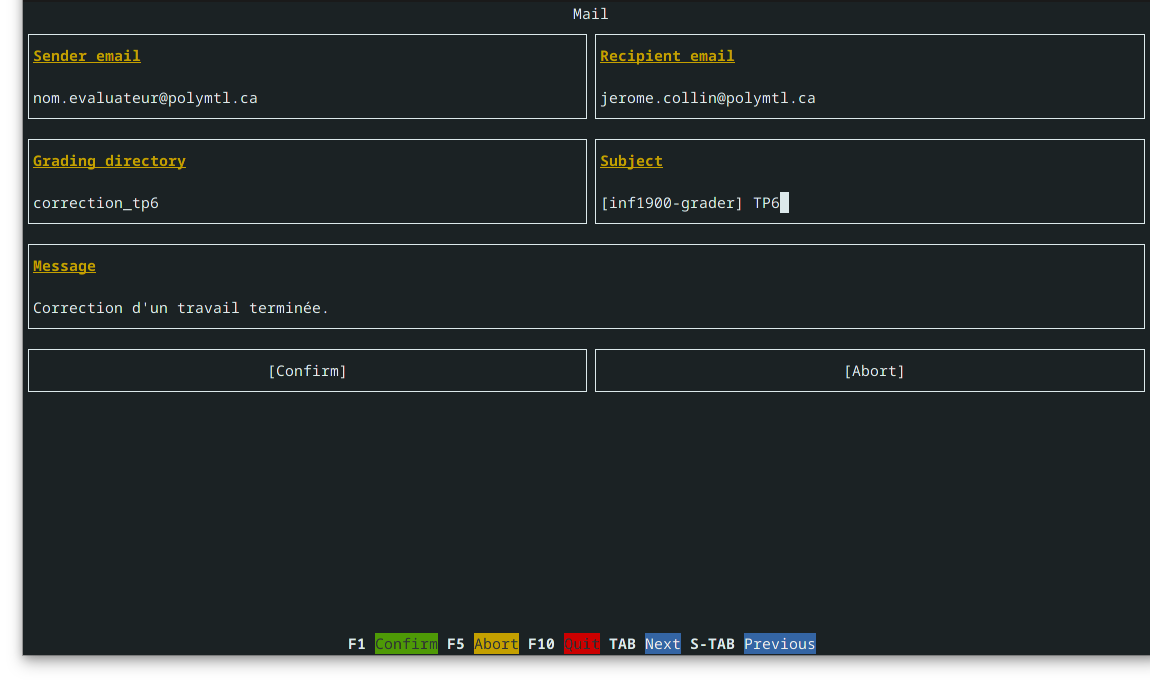 Mail
Sender email
nom.evaluateur@polymtl.ca
Recipient email
jerome.collin@polymtl.ca
Grading directory
correction_tp6
Subject
[inf1900-grader] TP6
Message
Correction d'un travail terminée.
[Confirm]
[Abort]
F1 Confirm F5 Abort F10 Quit TAB Next S-TAB Previous